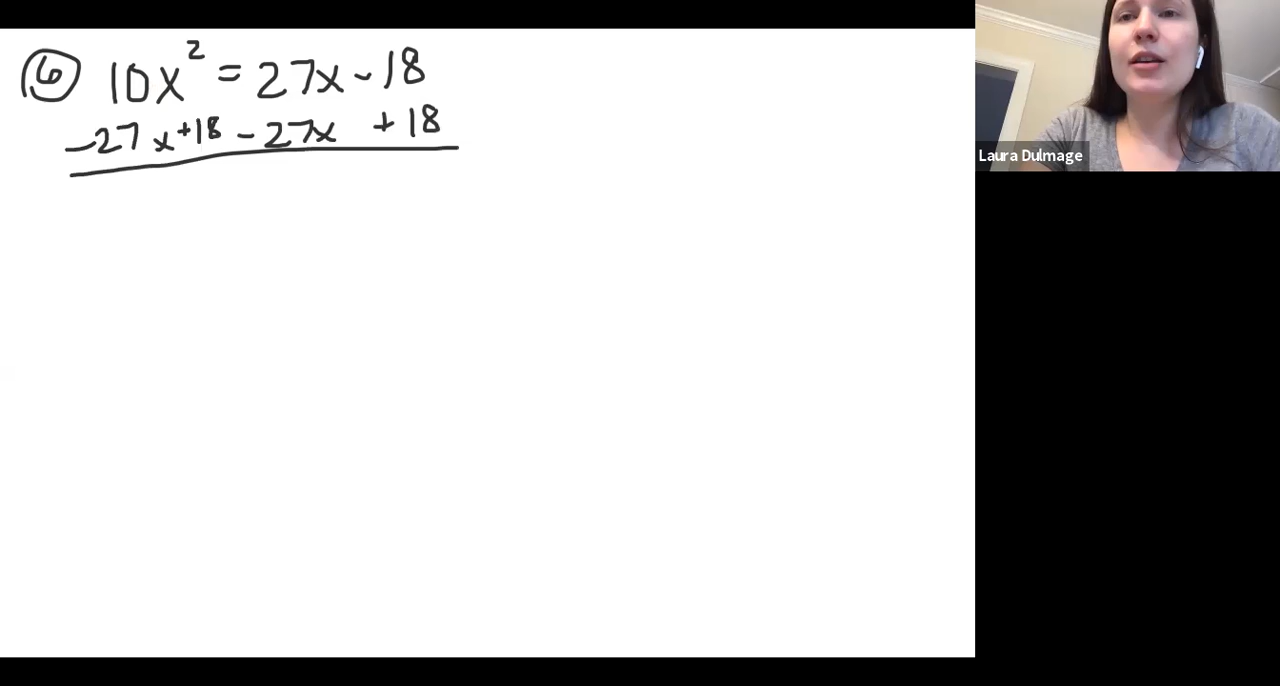 6 10x² = 27x - 18
-27x +18 -27x +18
Laura Dulmage